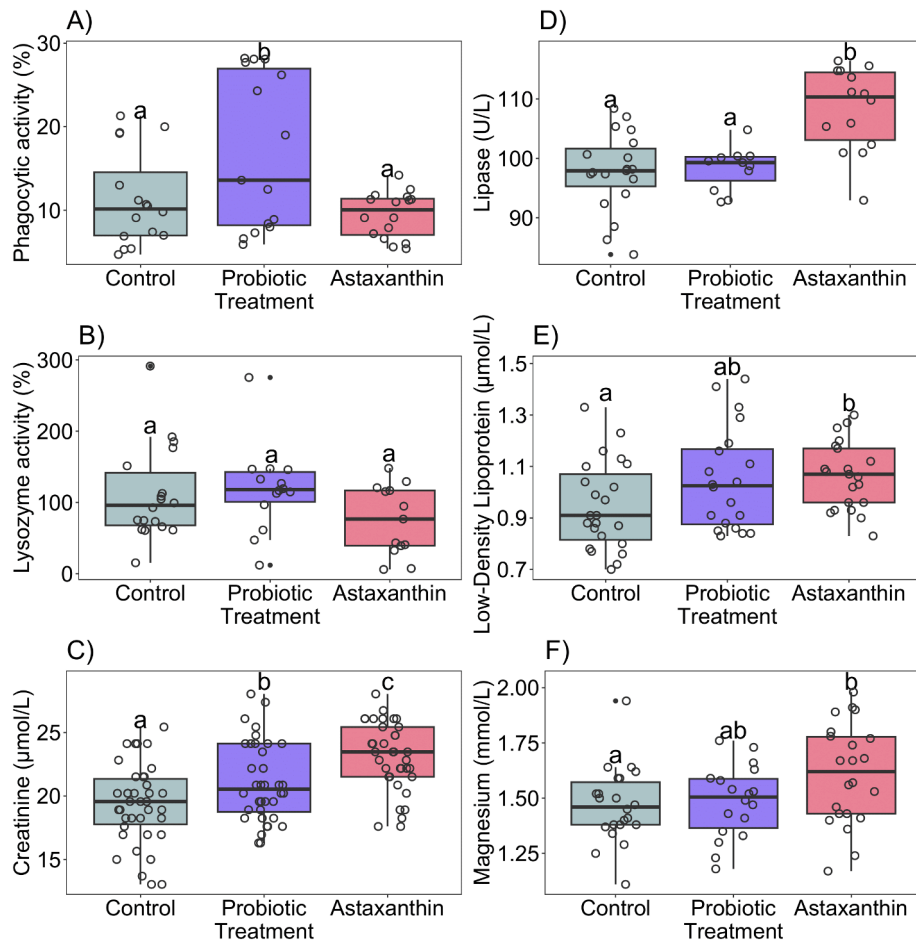 A)
Phagocytic activity (%)
30
20
10
a
b
a
Control
Probiotic
Astaxanthin
Treatment
B)
Lysozyme activity (%)
300
200
100
0
a
a
a
Control
Probiotic
Astaxanthin
Treatment
C)
Creatinine (μmol/L)
25
20
15
a
b
c
Control
Probiotic
Astaxanthin
Treatment
D)
Lipase (U/L)
110
100
90
a
a
b
Control
Probiotic
Astaxanthin
Treatment
E)
Low-Density Lioprotein (μmol/L)
1.5
1.3
1.1
0.9
0.7
a
ab
b
Control
Probiotic
Astaxanthin
Treatment
F)
Magnesium (mmol/L)
2.00
1.75
1.50
1.25
a
ab
b
Control
Probiotic
Astaxanthin
Treatment